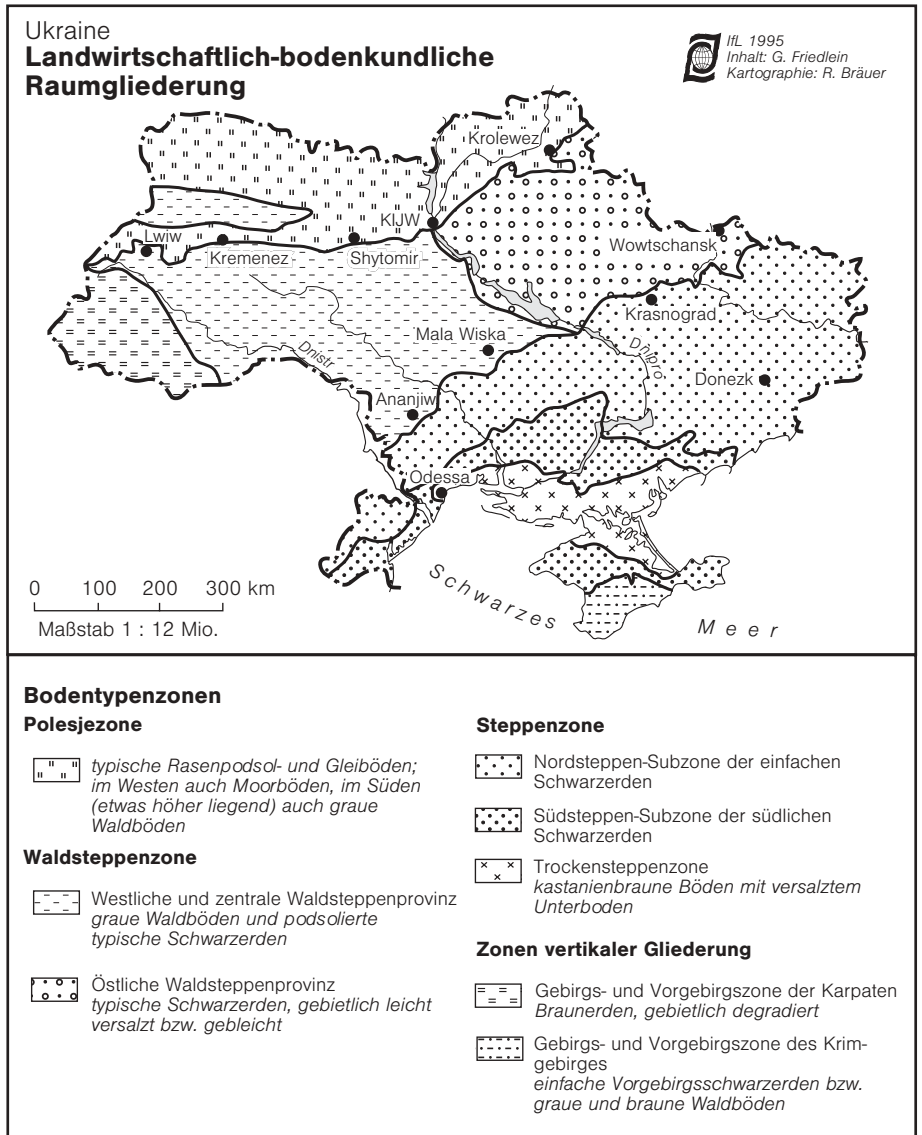 Ukraine
Landwirtschaftlich-bodenkundliche
Raumgliederung
IfL 1995
Inhalt: G. Friedlein
Kartographie: R. Bräuer
Krolewez
KIJW
Lwiw
Kremenez
Shytomir
Wowtschansk
Krasnograd
Mala Wiska
Dnistr
Dnipro
Donezk
Ananjiw
Odessa
Schwarzes
Meer
0 100 200 300 km
Maßstab 1 : 12 Mio.
Bodentypenzonen
Polesjezone
typische Rasenpodsol- und Gleiböden;
im Westen auch Moorböden, im Süden
(etwas höher liegend) auch graue
Waldböden
Waldsteppenzone
Westliche und zentrale Waldsteppenprovinz
graue Waldböden und podsolierte
typische Schwarzerden
Östliche Waldsteppenprovinz
typische Schwarzerden, gebietlich leicht
versalzt bzw. gebleicht
Steppenzone
Nordsteppen-Subzone der einfachen
Schwarzerden
Südsteppen-Subzone der südlichen
Schwarzerden
Trockensteppenzone
kastanienbraune Böden mit versalztem
Unterboden
Zonen vertikaler Gliederung
Gebirgs- und Vorgebirgszone der Karpaten
Braunerden, gebietlich degradiert
Gebirgs- und Vorgebirgszone des Krim-
gebirges
einfache Vorgebirgsschwarzerden bzw.
graue und braune Waldböden